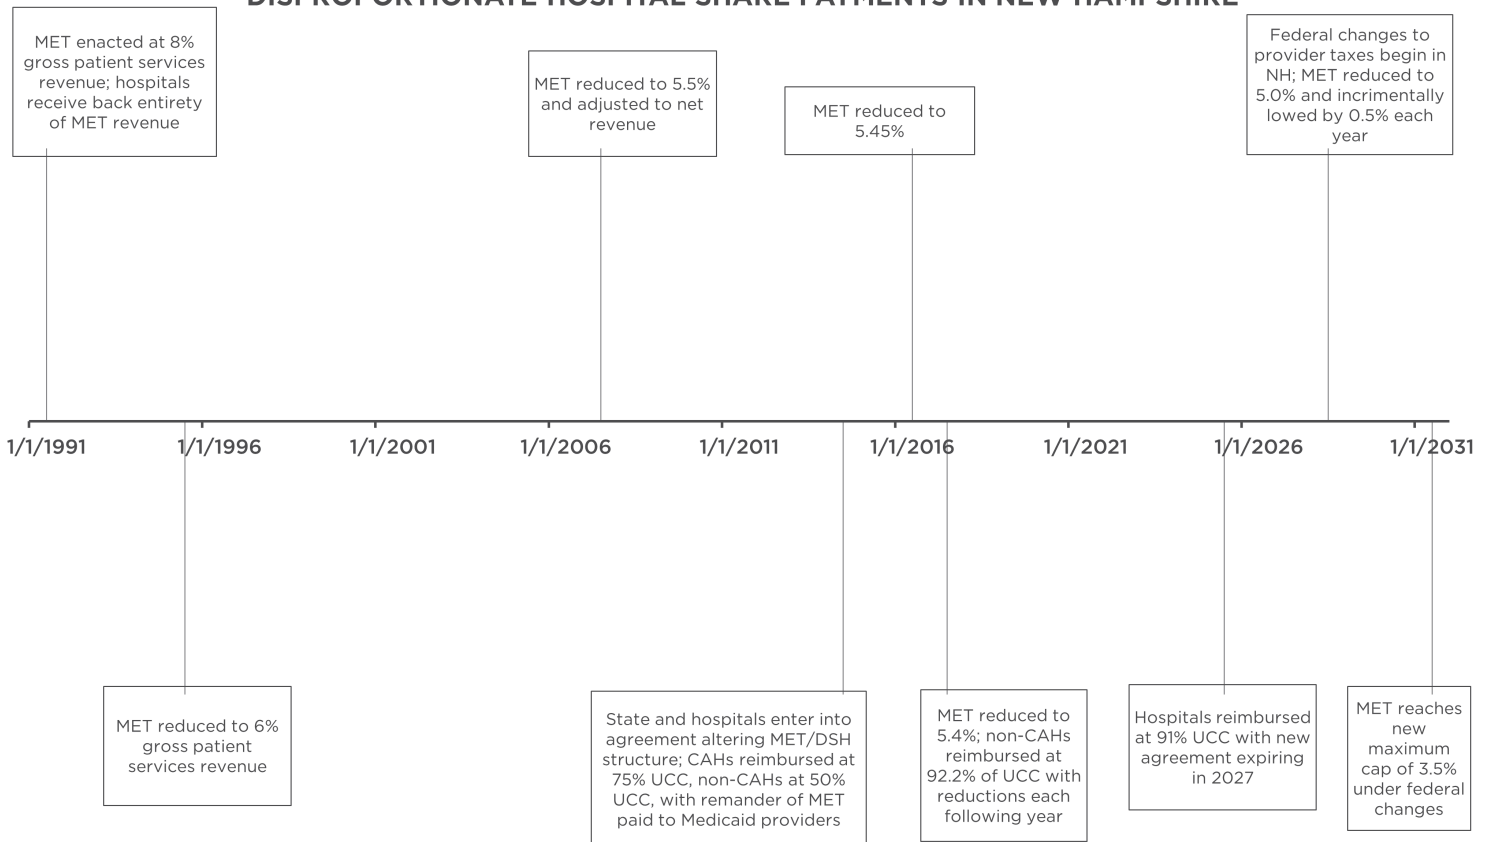 DISPROPORTIONATE HOSPITAL SHARE PAYMENTS IN NEW HAMPSHIRE
MET enacted at 8%
gross patient services
revenue; hospitals
receive back entirety
of MET revenue
MET reduced to 5.5%
and adjusted to net
revenue
MET reduced to
5.45%
Federal changes to
provider taxes begin in
NH; MET reduced to
5.0% and incrimentally
lowed by 0.5% each
year
1/1/1991
1/1/1996
1/1/2001
1/1/2006
1/1/2011
1/1/2016
1/1/2021
1/1/2026
1/1/2031
MET reduced to 6%
gross patient
services revenue
State and hospitals enter into
agreement altering MET/DSH
structure; CAHs reimbursed at
75% UCC, non-CAHs at 50%
UCC, with remander of MET
paid to Medicaid providers
MET reduced to
5.4%; non-CAHs
reimbursed at
92.2% of UCC with
reductions each
following year
Hospitals reimbursed
at 91% UCC with new
agreement expiring
in 2027
MET reaches
new
maximum
cap of 3.5%
under federal
changes